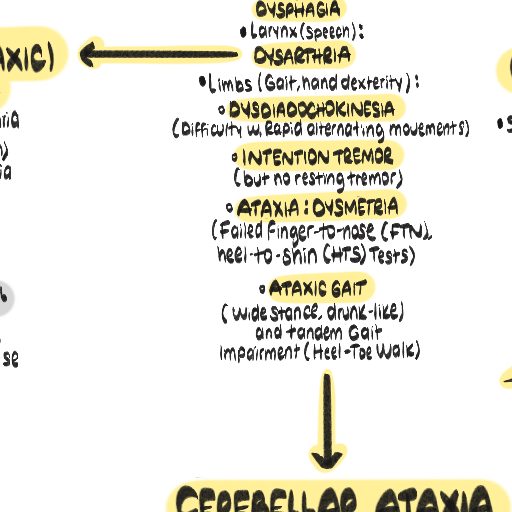 DYSPHAGIA
• Larynx (speech):
DYSARTHRIA
• Limbs (Gait, hand dexterity):
◦ DYSDIADOCHOKINESIA
(Difficulty w. Rapid alternating movements)
◦ INTENTION TREMOR
(but no resting tremor)
◦ ATAXIA: DYSMETRIA
(Failed Finger-to-nose (FTN),
heel-to-shin (HTS) Tests)
◦ ATAXIC GAIT
(wide stance, drunk-like)
and tandem Gait
Impairment (Heel-Toe Walk)
CEREBELLAR ATAXIA
AXIC)
se